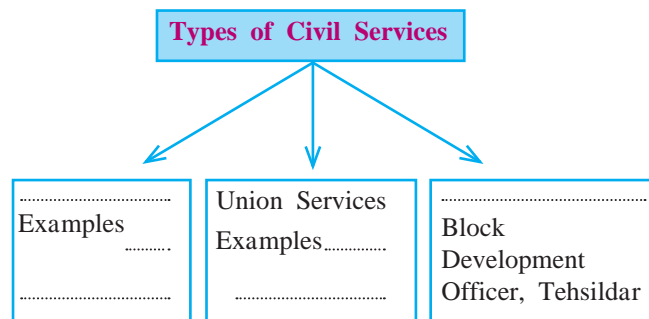 Types of Civil Services
..............................
Examples
.........
..............................
Union Services
Examples............
........................
..............................
Block
Development
Officer, Tehsildar